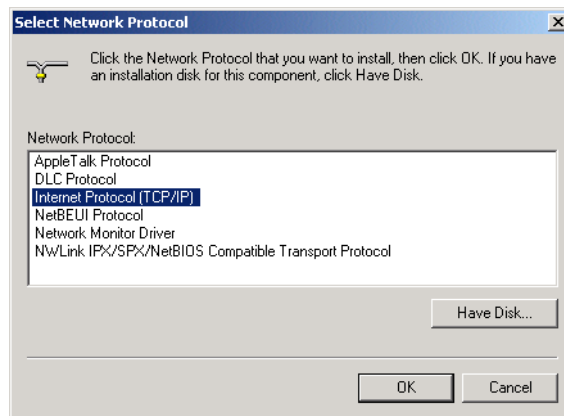 Select Network Protocol
Click the Network Protocol that you want to install, then click OK. If you have
an installation disk for this component, click Have Disk.
Network Protocol:
AppleTalk Protocol
DLC Protocol
Internet Protocol (TCP/IP)
NetBEUI Protocol
Network Monitor Driver
NWLink IPX/SPX/NetBIOS Compatible Transport Protocol
Have Disk...
OK
Cancel